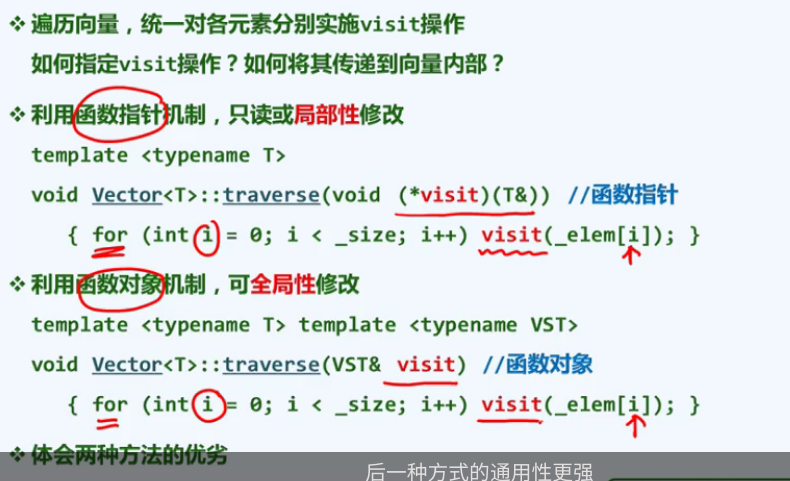 ❖ 遍历向量，统一对各元素分别实施visit操作
如何指定visit操作？如何将其传递到向量内部？
❖ 利用函数指针机制，只读或局部性修改
template <typename T>
void Vector<T>::traverse(void (*visit)(T&)) //函数指针
{ for (int i = 0; i < _size; i++) visit(_elem[i]); }
❖ 利用函数对象机制，可全局性修改
template <typename T> template <typename VST>
void Vector<T>::traverse(VST& visit) //函数对象
{ for (int i = 0; i < _size; i++) visit(_elem[i]); }
❖ 体会两种方法的优劣
后一种方式的通用性更强